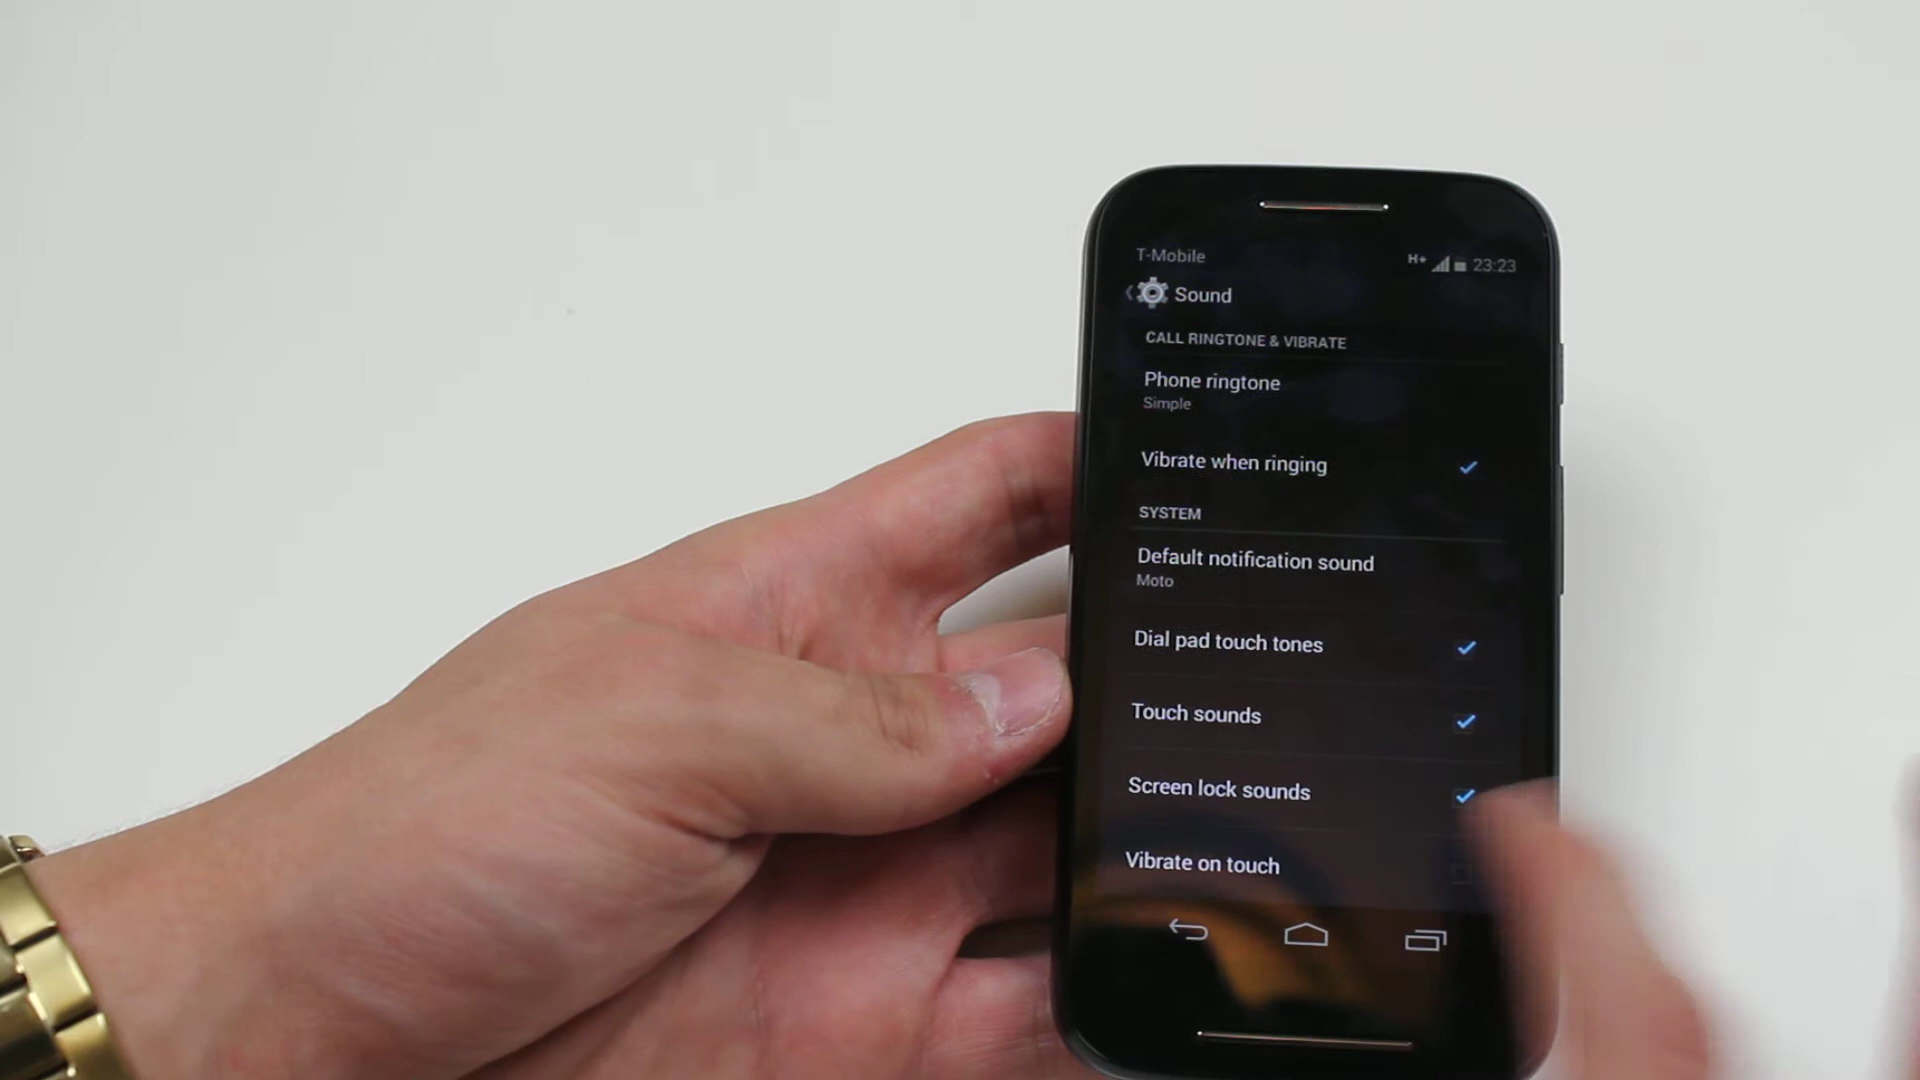 T-Mobile
H+ 23:23
Sound
CALL RINGTONE & VIBRATE
Phone ringtone
Simple
Vibrate when ringing
SYSTEM
Default notification sound
Moto
Dial pad touch tones
Touch sounds
Screen lock sounds
Vibrate on touch